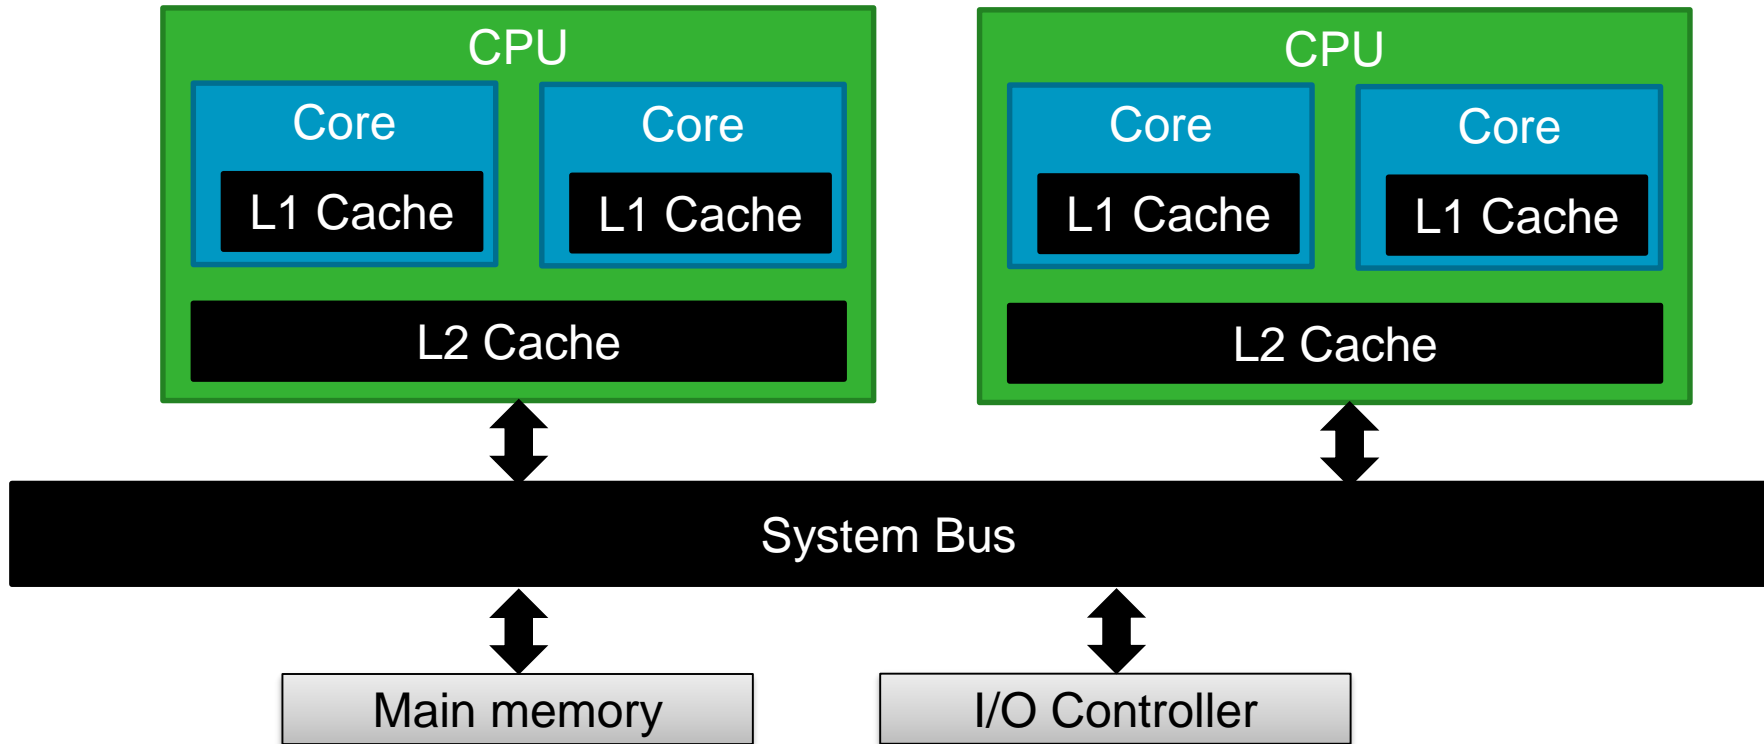 CPU
Core
Core
L1 Cache
L1 Cache
L2 Cache
CPU
Core
Core
L1 Cache
L1 Cache
L2 Cache
System Bus
Main memory
I/O Controller